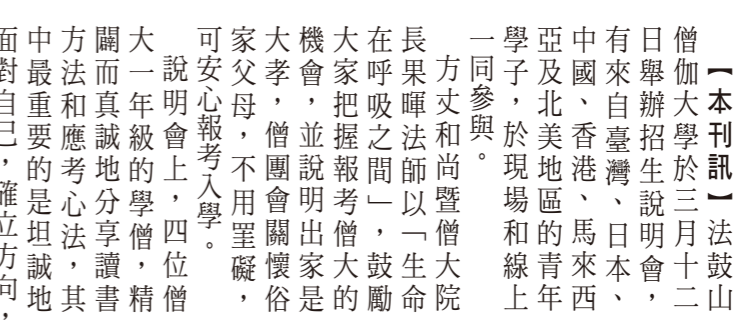 【本刊訊】法鼓山
僧伽大學於三月十二
日舉辦招生說明會，
有來自臺灣、日本、
中國、香港、馬來西
亞及北美地區的青年
學子，於現場和線上
一同參與。
方丈和尚暨僧大院
長果暉法師以「生命
在呼吸之間」，鼓勵
大家把握報考僧大的
機會，並說明出家是
大孝，僧團會關懷俗
家父母，不用罣礙，
可安心報考入學。
說明會上，四位僧
大一年級的學僧，精
闢而真誠地分享讀書
方法和應考心法，其
中最重要的是坦誠地
面對自己，確立方向，